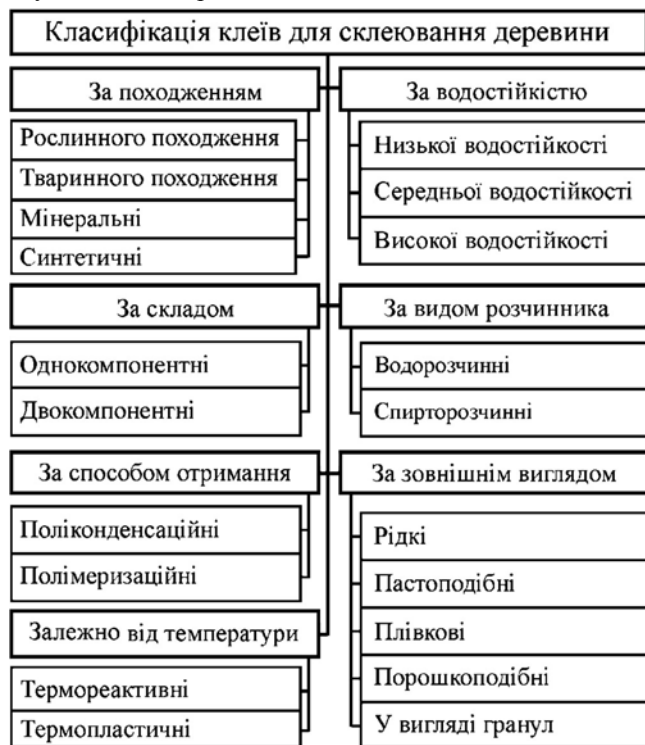 Класифікація клеїв для склеювання деревини
За походженням
Рослинного походження
Тваринного походження
Мінеральні
Синтетичні
За водостійкістю
Низької водостійкості
Середньої водостійкості
Високої водостійкості
За складом
Однокомпонентні
Двокомпонентні
За видом розчинника
Водорозчинні
Спирторозчинні
За способом отримання
Поліконденсаційні
Полімеризаційні
За зовнішнім виглядом
Рідкі
Пастоподібні
Плівкові
Порошкоподібні
У вигляді гранул
Залежно від температури
Термореактивні
Термопластичні